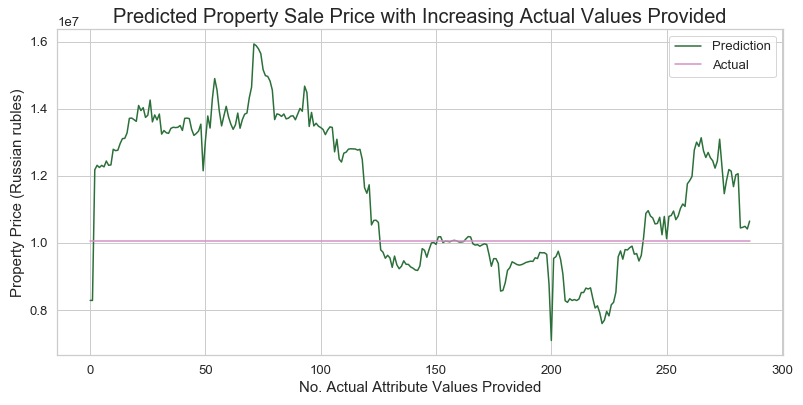 Predicted Property Sale Price with Increasing Actual Values Provided
1e7
Prediction
Actual
1.6
1.4
1.2
1.0
0.8
Property Price (Russian rubles)
0 50 100 150 200 250 300
No. Actual Attribute Values Provided